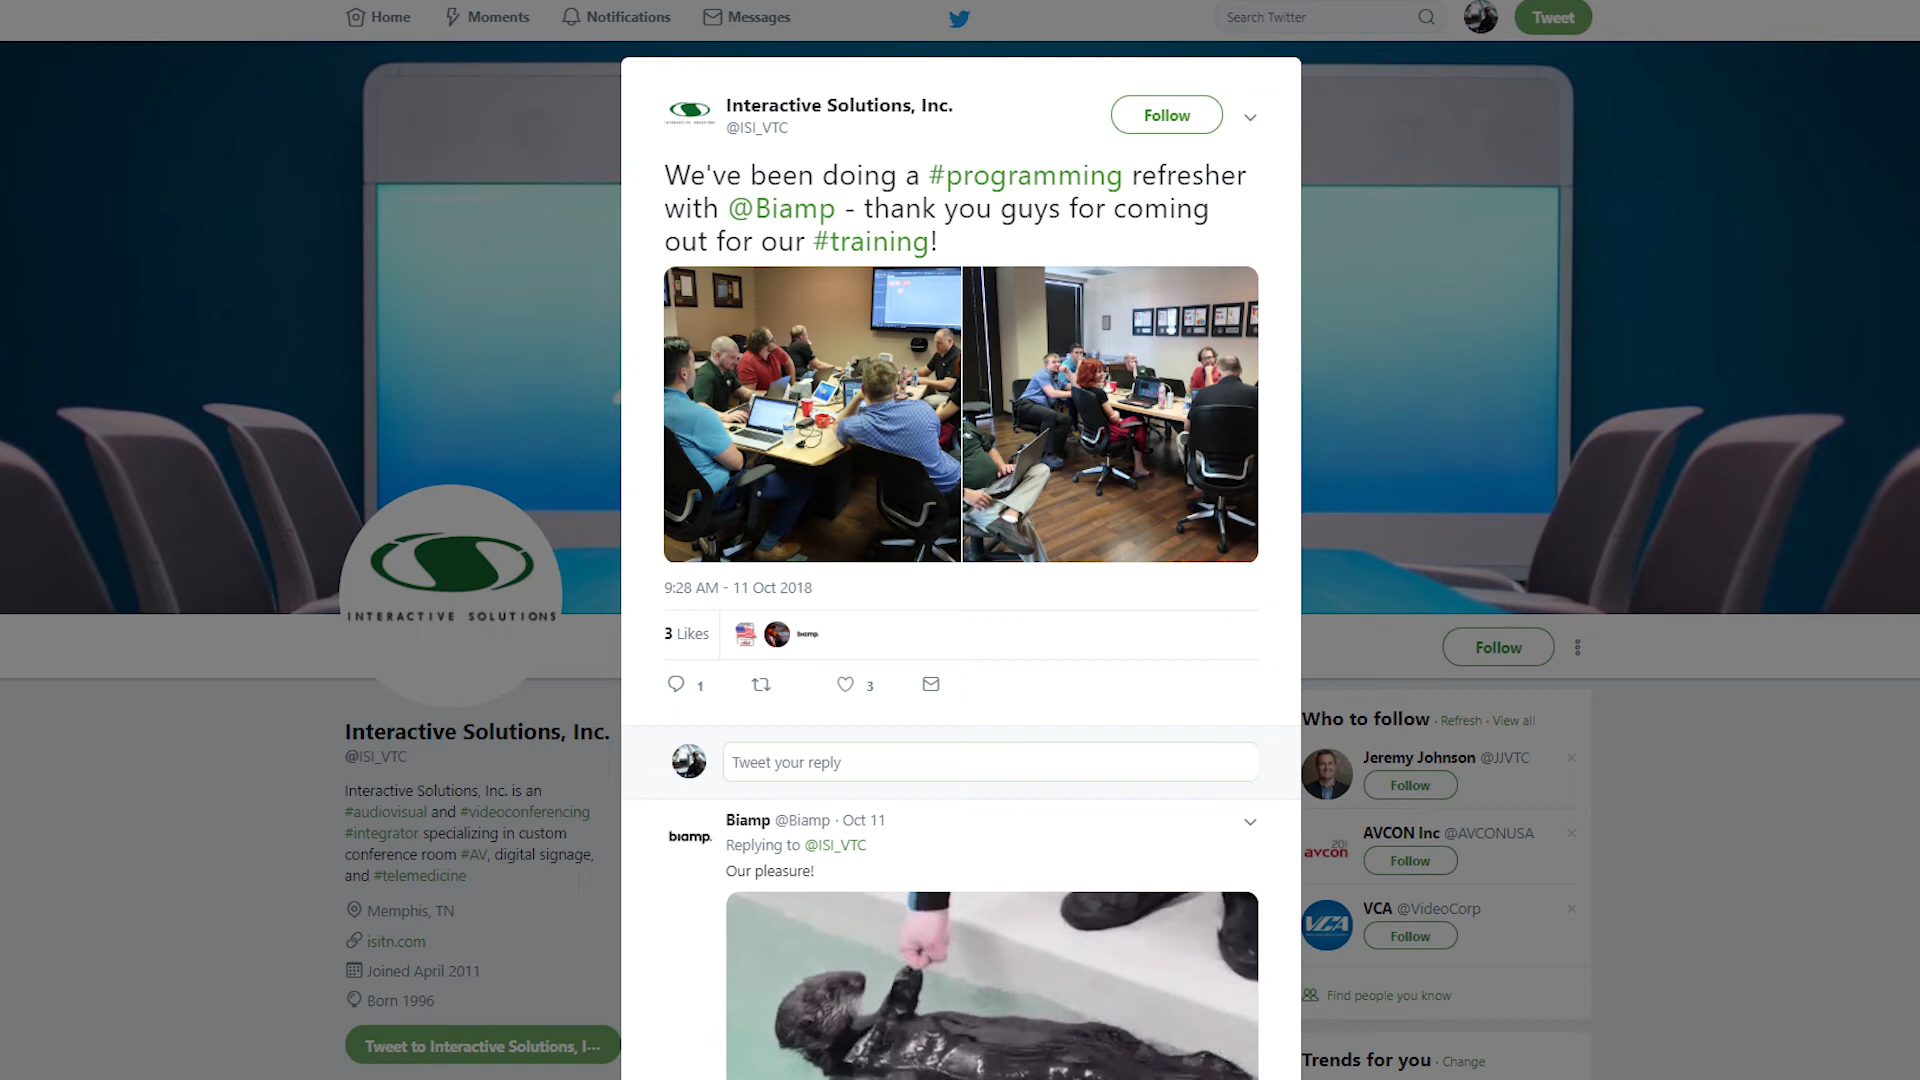 Home
Moments
Notifications
Messages
Search Twitter
Tweet
Interactive Solutions, Inc.
@ISI_VTC
Follow
We've been doing a #programming refresher
with @Biamp - thank you guys for coming
out for our #training!
9:28 AM - 11 Oct 2018
3 Likes
biamp.
1
3
Tweet your reply
biamp.
Biamp @Biamp · Oct 11
Replying to @ISI_VTC
Our pleasure!
INTERACTIVE SOLUTIONS
Interactive Solutions, Inc.
@ISI_VTC
Interactive Solutions, Inc. is an
#audiovisual and #videoconferencing
#integrator specializing in custom
conference room #AV, digital signage,
and #telemedicine
Memphis, TN
isitn.com
Joined April 2011
Born 1996
Tweet to Interactive Solutions, I...
Follow
Who to follow · Refresh · View all
Jeremy Johnson @JJVTC
Follow
avcon
AVCON Inc @AVCONUSA
Follow
VCA
VCA @VideoCorp
Follow
Find people you know
Trends for you · Change